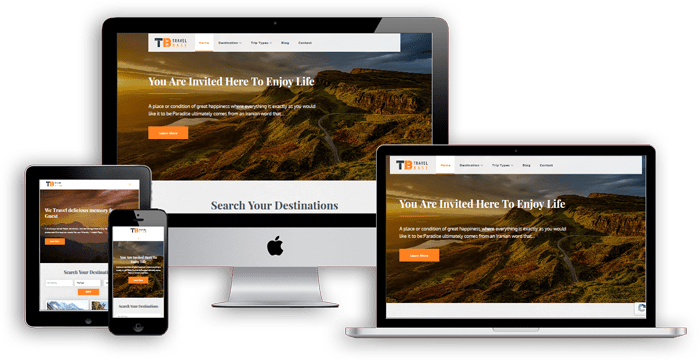 TB TRAVEL BASE Home Destination Trip Types Blog Contact
You Are Invited Here To Enjoy Life
A place or condition of great happiness where everything is exactly as you would
like it to be.Paradise ultimately comes from an Iranian word that...
Learn More
Search Your Destinations
TB TRAVEL BASE Home Destination Trip Types Blog Contact
You Are Invited Here To Enjoy Life
A place or condition of great happiness where everything is exactly as you would
like it to be.Paradise ultimately comes from an Iranian word that...
Learn More
TB
We Travel delicious memory
Guest
Search Your Destinations
TB
You Are Invited Here To
Enjoy Life
Search Your Destinations